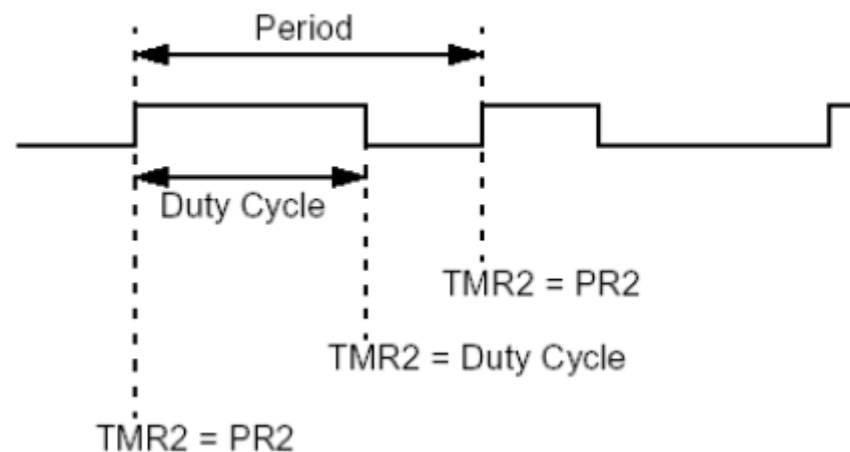 Period
Duty Cycle
TMR2 = PR2
TMR2 = Duty Cycle
TMR2 = PR2